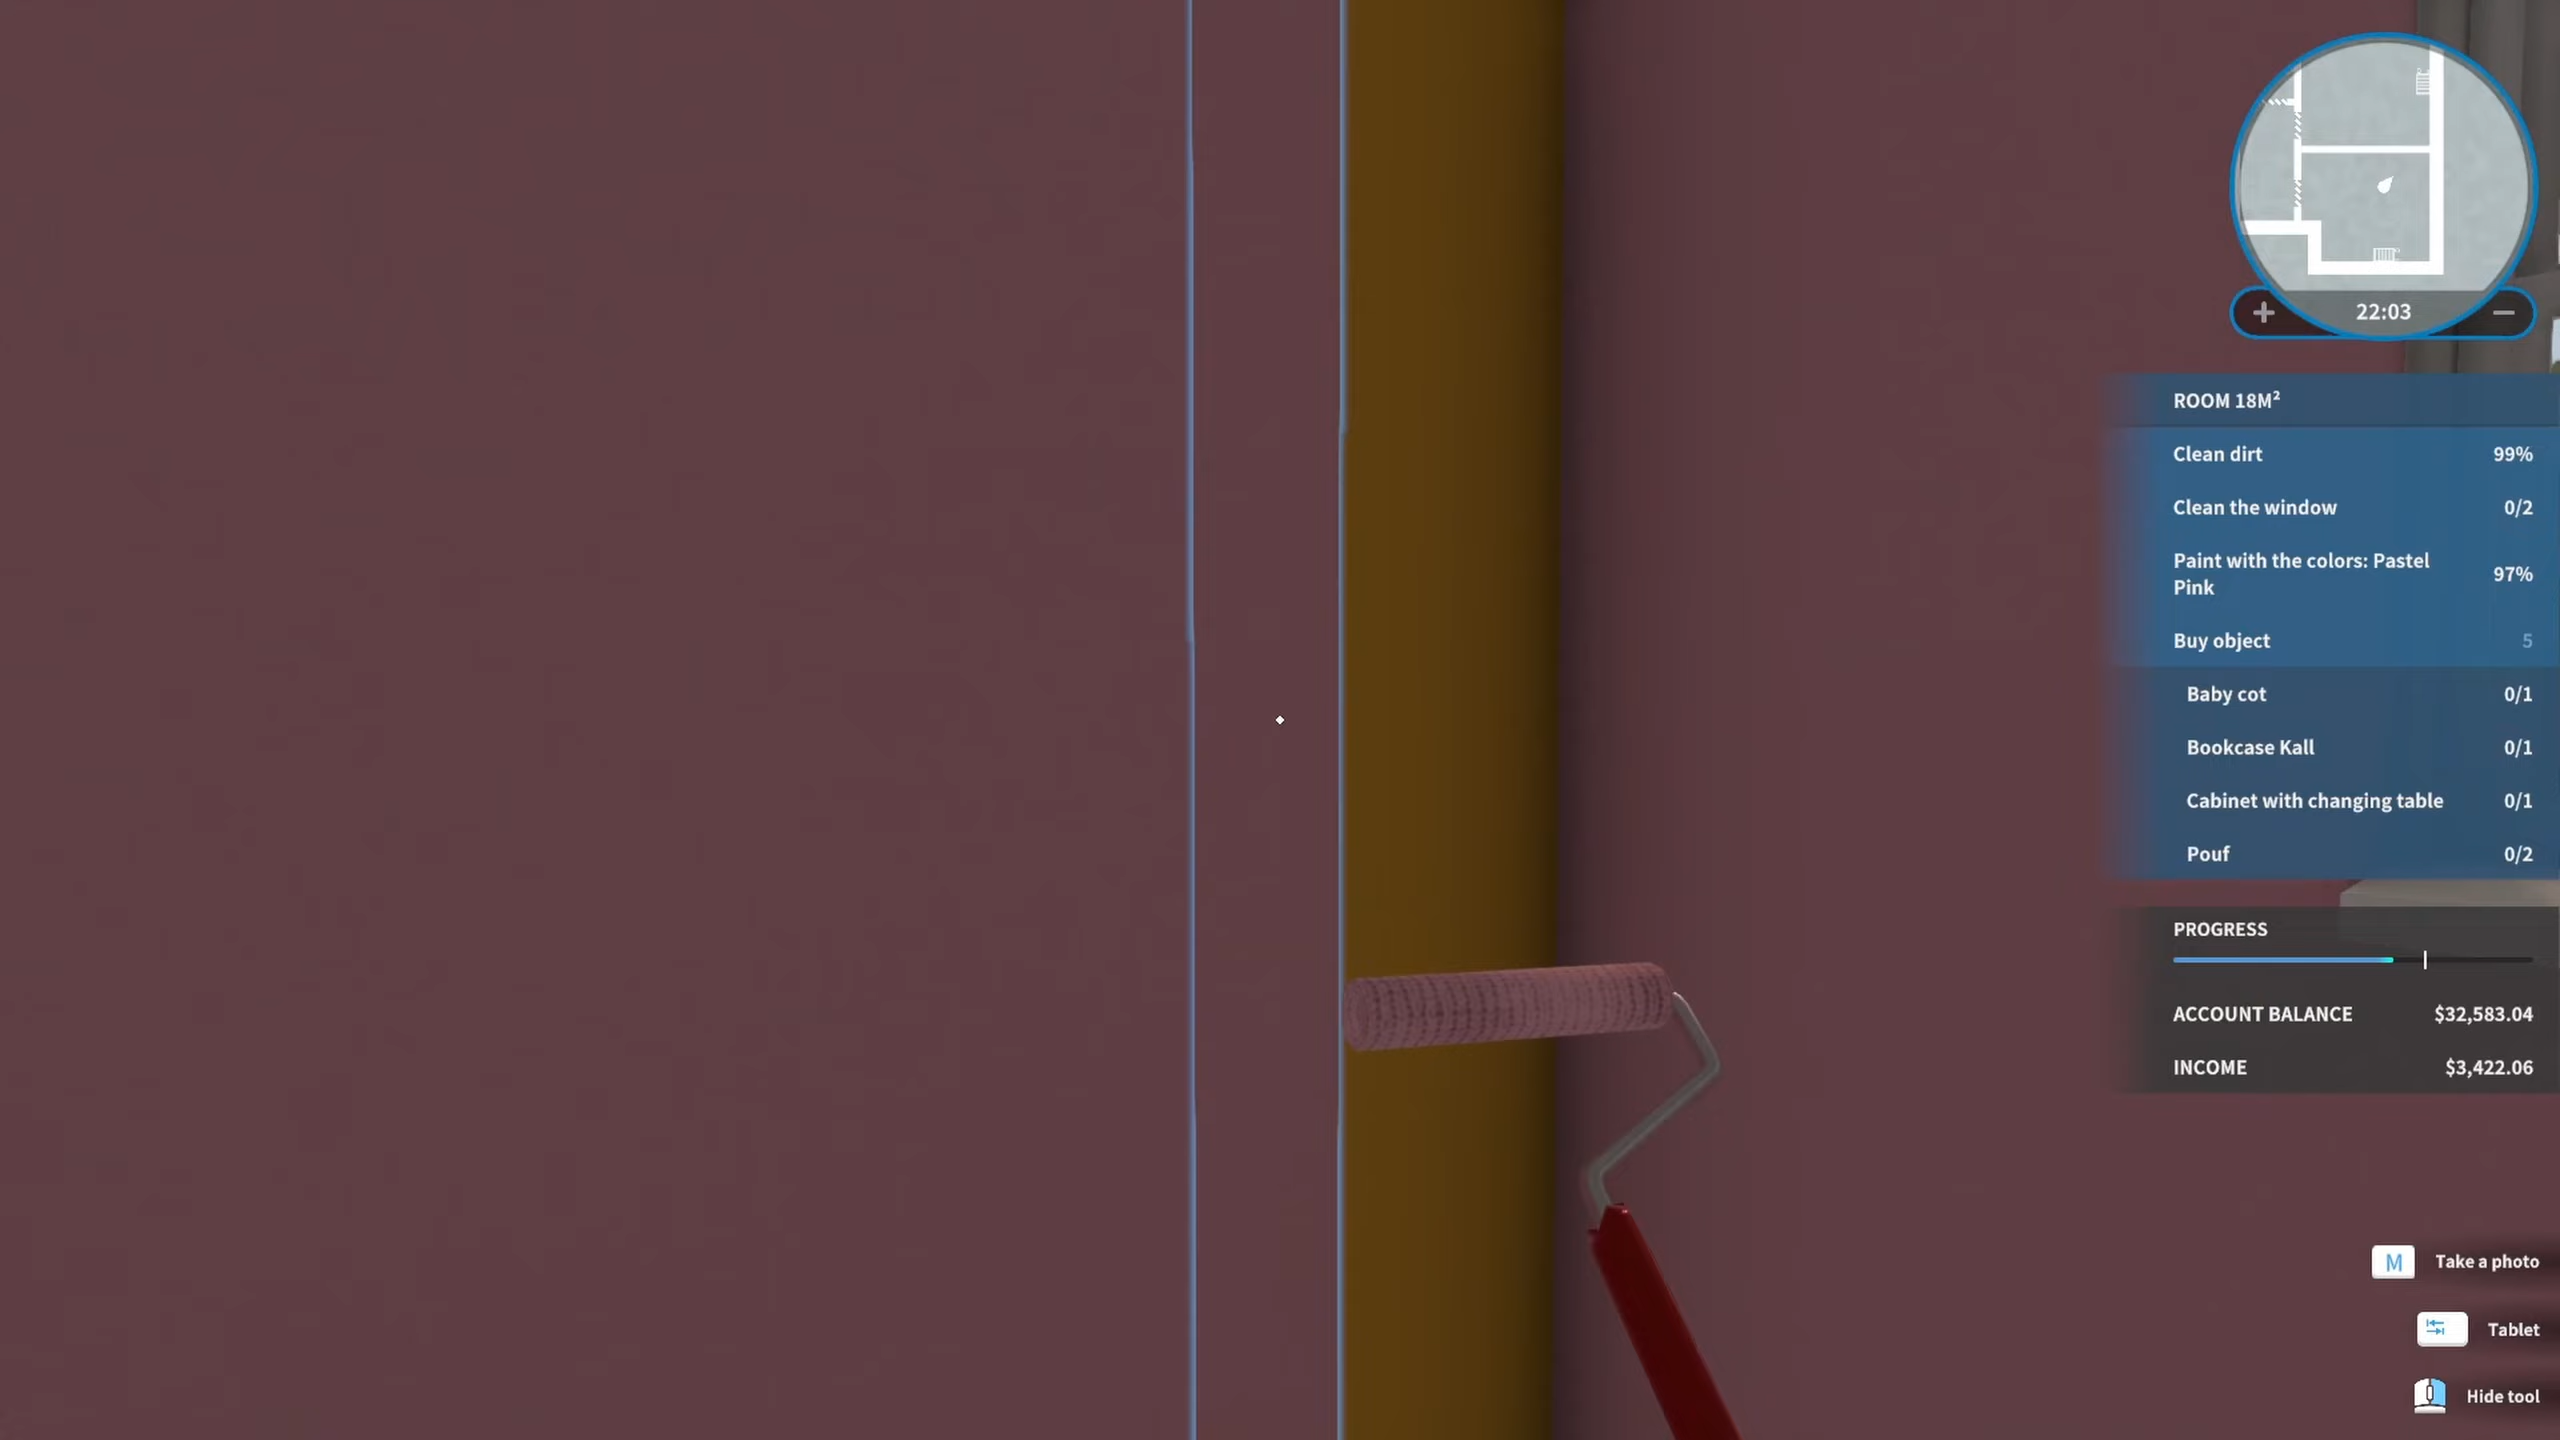 22:03
ROOM 18M²
Clean dirt 99%
Clean the window 0/2
Paint with the colors: Pastel
Pink 97%
Buy object 5
Baby cot 0/1
Bookcase Kall 0/1
Cabinet with changing table 0/1
Pouf 0/2
PROGRESS
ACCOUNT BALANCE $32,583.04
INCOME $3,422.06
M Take a photo
Tablet
Hide tool